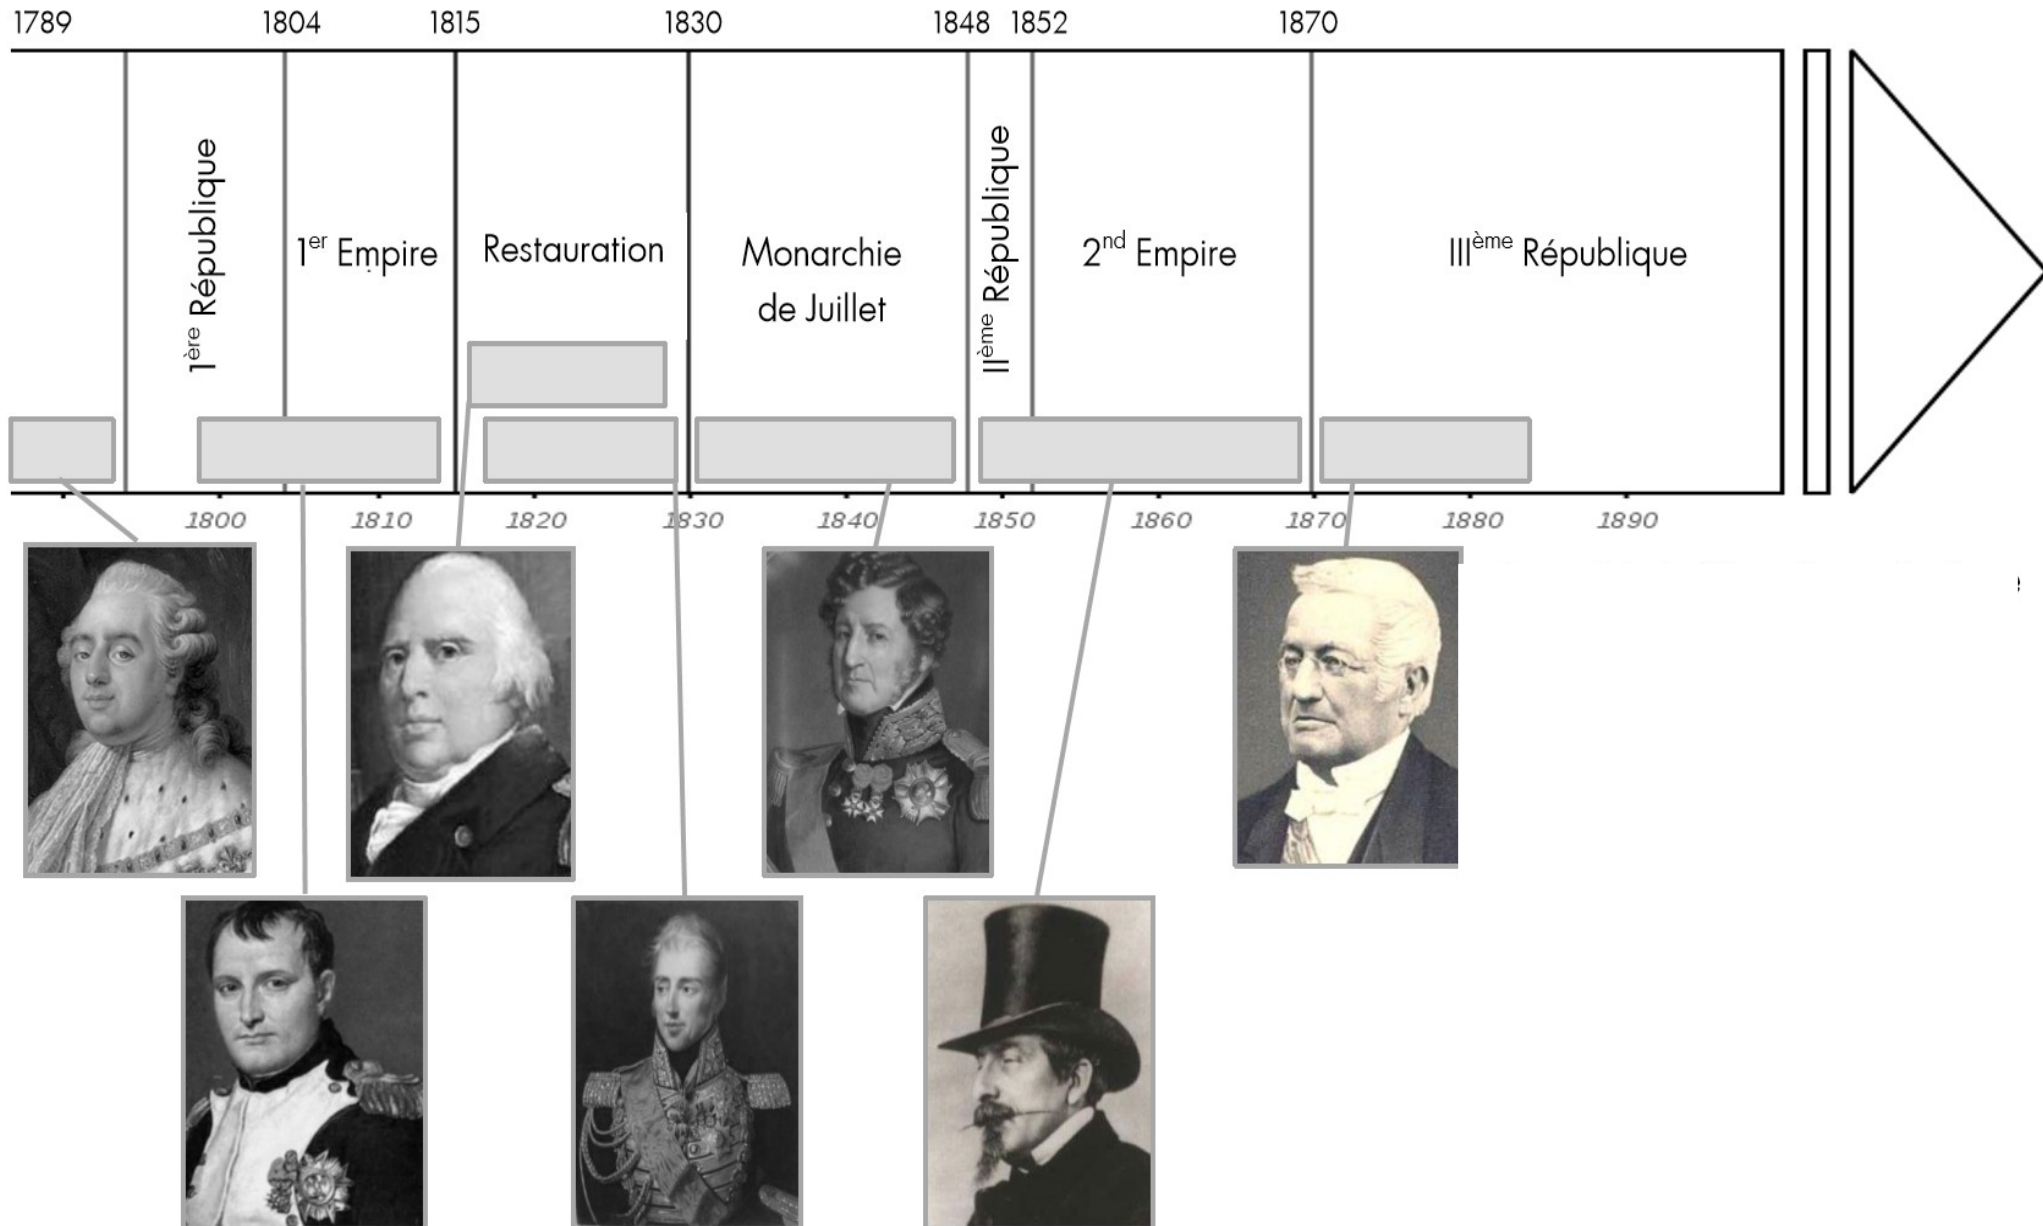 1789 1804 1815 1830 1848 1852 1870
1ère République
1er Empire
Restauration
Monarchie
de Juillet
IIème République
2nd Empire
IIIème République
1800 1810 1820 1830 1840 1850 1860 1870 1880 1890